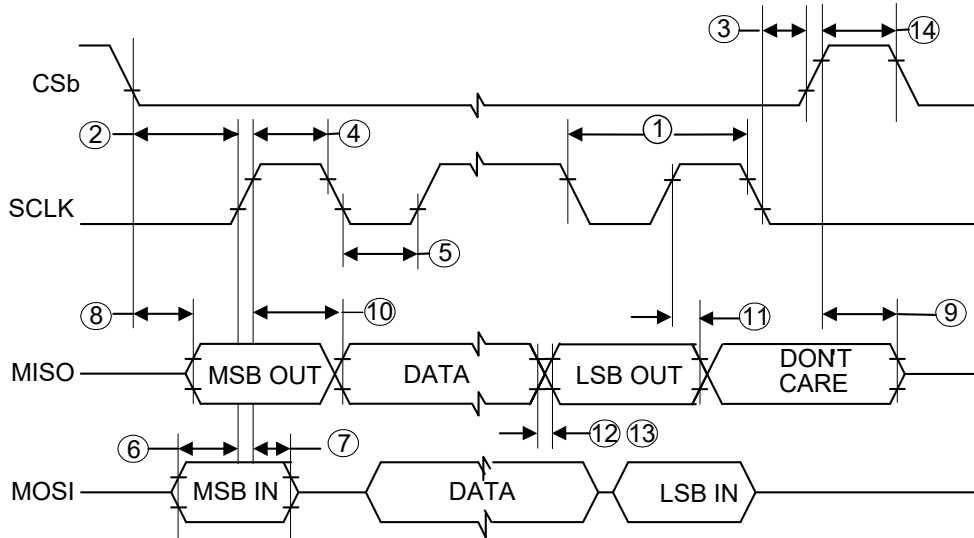 ③ ⑭
CSb
② ④ ①
SCLK
⑤
⑧ ⑩ ⑪ ⑨
MISO MSB OUT DATA LSB OUT DON'T CARE
⑥ ⑦ ⑫ ⑬
MOSI MSB IN DATA LSB IN